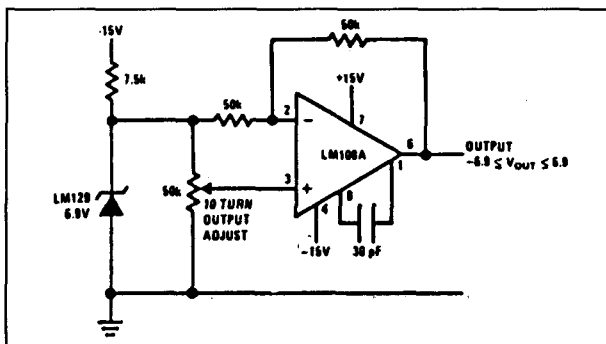 15V
7.5k
50k
50k
+15V
2
7
LM108A
6
OUTPUT
-6.9 ≤ VOUT ≤ 6.9
1
LM129
6.9V
50k
3
10 TURN
OUTPUT
ADJUST
8
4
-15V
30 pF